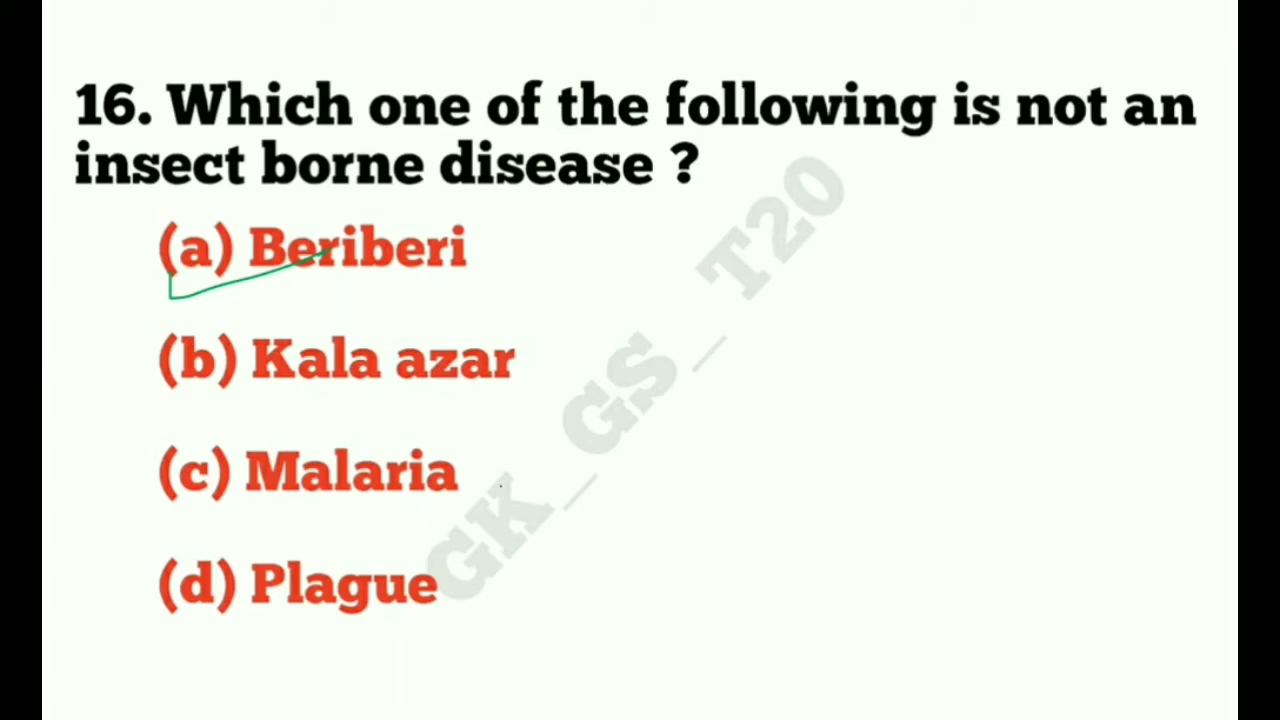 16. Which one of the following is not an
insect borne disease ?
(a) Beriberi
(b) Kala azar
(c) Malaria
(d) Plague
GK_GS_T20